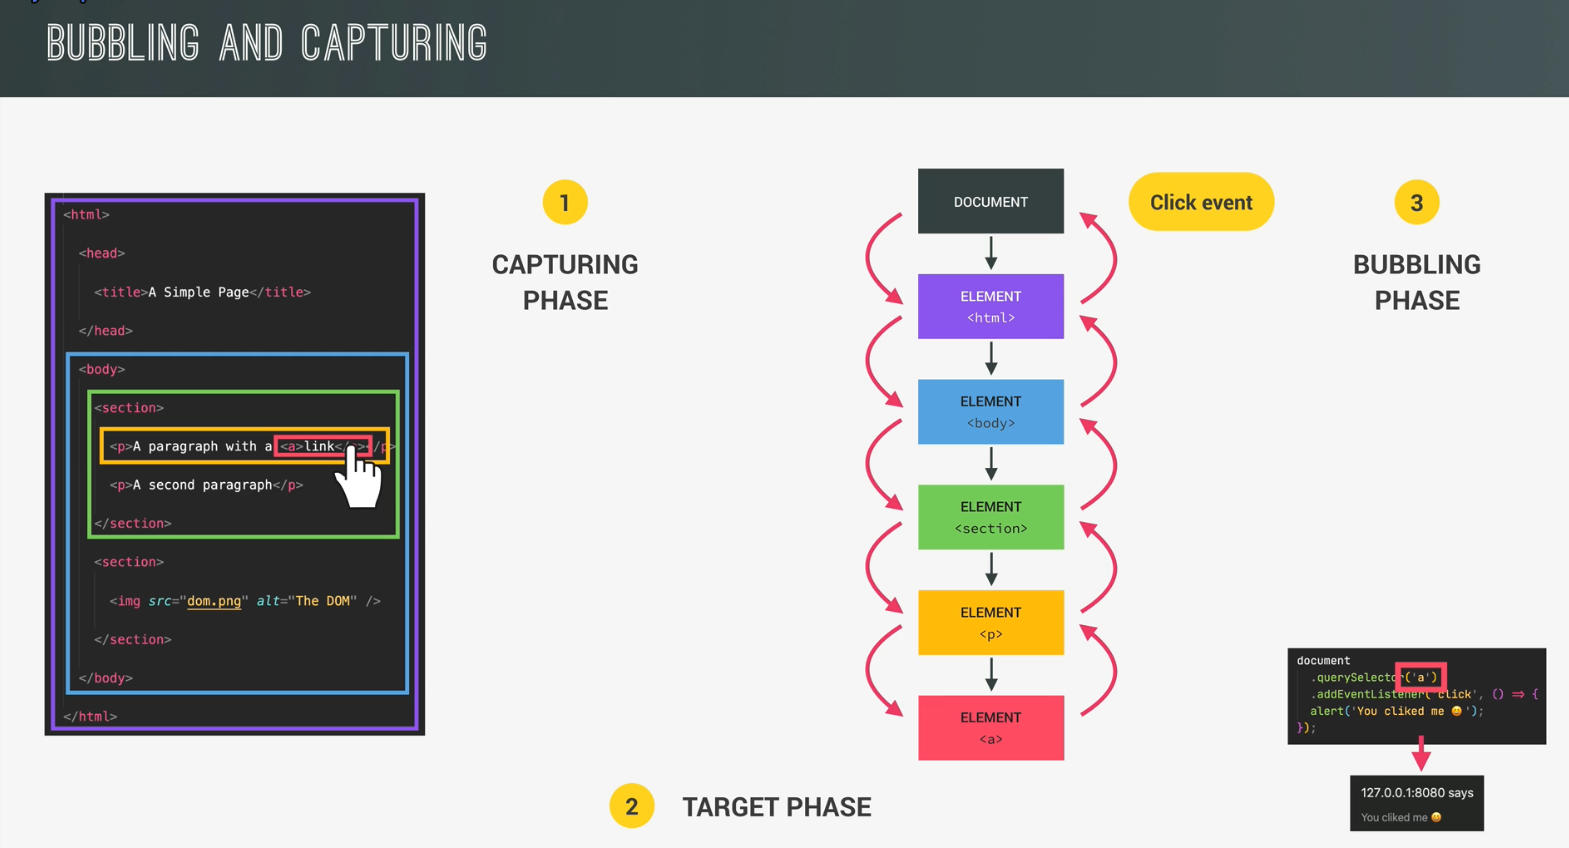 BUBBLING AND CAPTURING
<html>
<head>
<title>A Simple Page</title>
</head>
<body>
<section>
<p>A paragraph with a <a>link</a></p>
<p>A second paragraph</p>
</section>
<section>
<img src="dom.png" alt="The DOM" />
</section>
</body>
</html>
1
CAPTURING
PHASE
DOCUMENT
ELEMENT
<html>
ELEMENT
<body>
ELEMENT
<section>
ELEMENT
<p>
ELEMENT
<a>
Click event
3
BUBBLING
PHASE
2
TARGET PHASE
document
.querySelector('a')
.addEventListener('click', () => {
alert('You cliked me 😀');
});
127.0.0.1:8080 says
You cliked me 😀